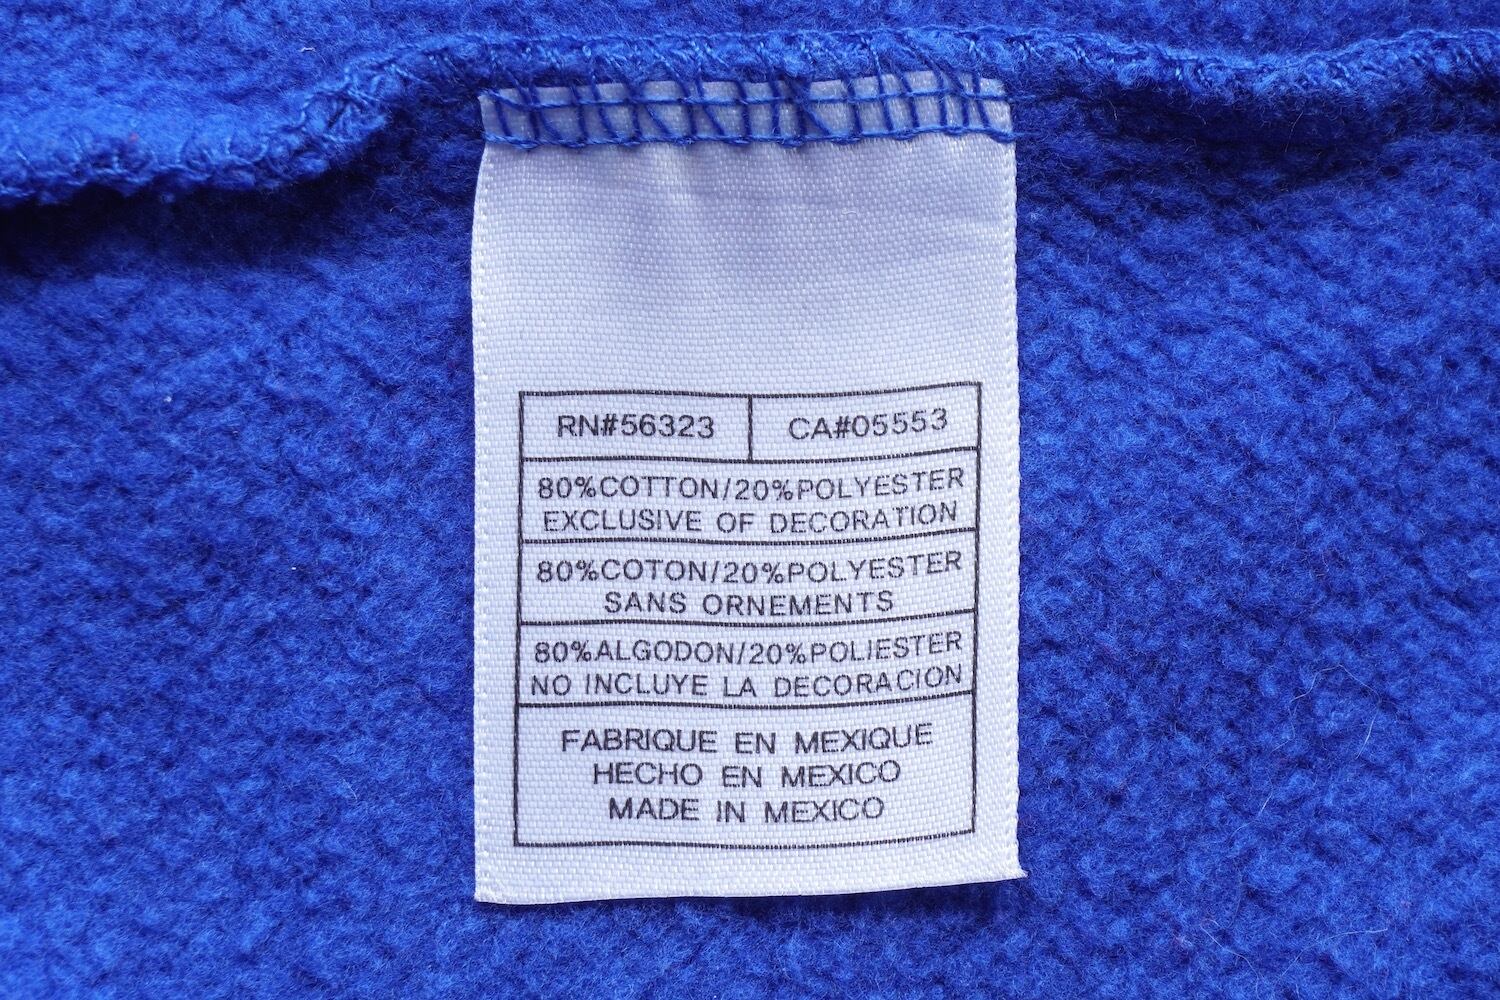 RN#56323 CA#05553
80%COTTON/20%POLYESTER
EXCLUSIVE OF DECORATION
80%COTON/20%POLYESTER
SANS ORNEMENTS
80%ALGODON/20%POLIESTER
NO INCLUYE LA DECORACION
FABRIQUE EN MEXIQUE
HECHO EN MEXICO
MADE IN MEXICO